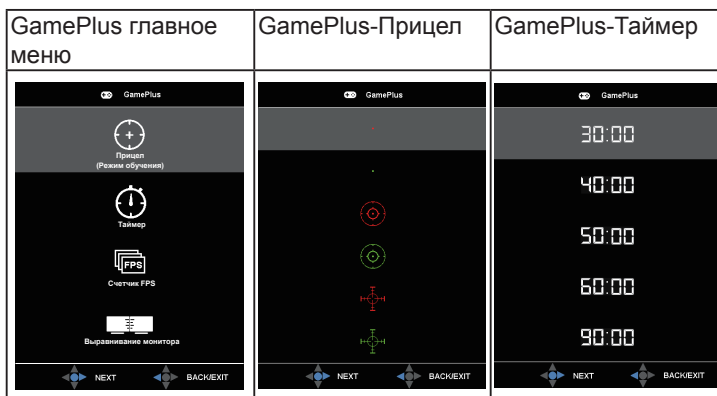 GamePlus главное
меню
GamePlus-Прицел
GamePlus-Таймер
GamePlus
Прицел
(Режим обучения)
Таймер
FPS
Счетчик FPS
Выравнивание монитора
NEXT BACK/EXIT
GamePlus
NEXT BACK/EXIT
GamePlus
30:00
40:00
50:00
60:00
90:00
NEXT BACK/EXIT